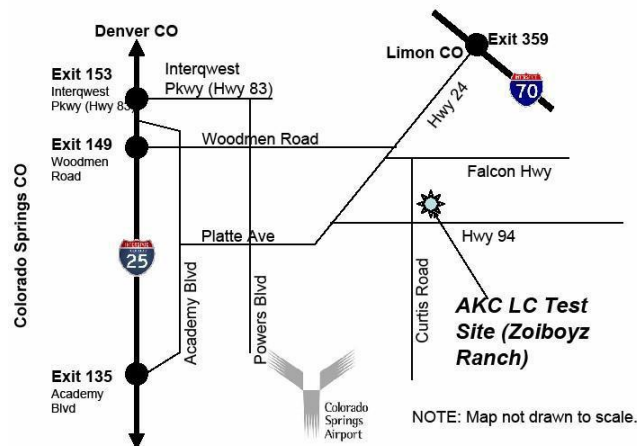 Denver CO
Exit 153
Interqwest
Pkwy (Hwy 83)
Interqwest
Pkwy (Hwy 83)
Exit 149
Woodmen
Road
Woodmen Road
Limon CO
Exit 359
70
Hwy 24
Falcon Hwy
Platte Ave
Hwy 94
Colorado Springs CO
25
Academy Blvd
Powers Blvd
Curtis Road
AKC LC Test
Site (Zoiboyz
Ranch)
Exit 135
Academy
Blvd
Colorado
Springs
Airport
NOTE: Map not drawn to scale.